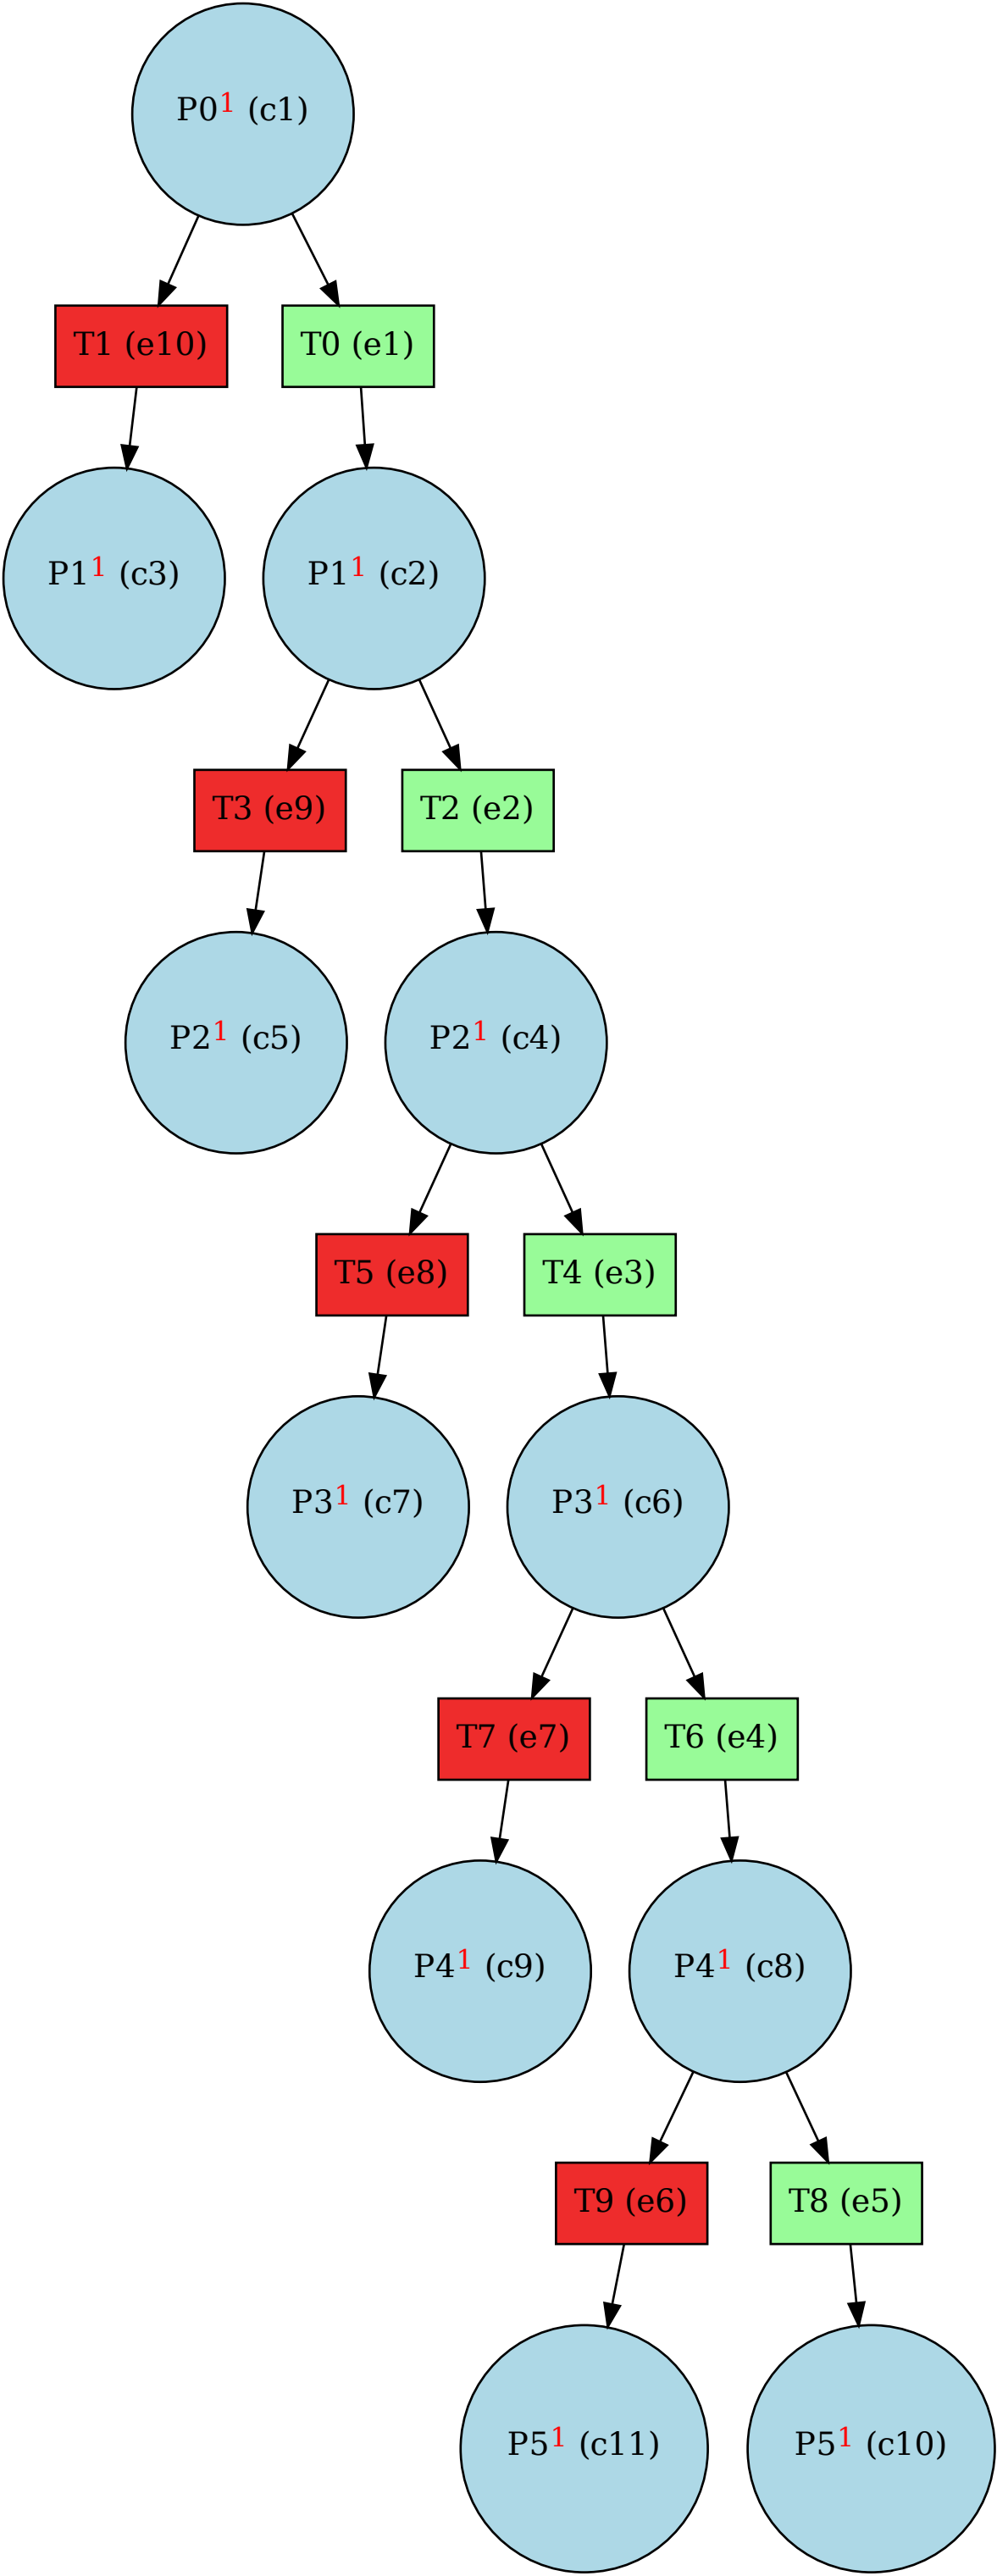 P0¹ (c1)
T1 (e10)
T0 (e1)
P1¹ (c3)
P1¹ (c2)
T3 (e9)
T2 (e2)
P2¹ (c5)
P2¹ (c4)
T5 (e8)
T4 (e3)
P3¹ (c7)
P3¹ (c6)
T7 (e7)
T6 (e4)
P4¹ (c9)
P4¹ (c8)
T9 (e6)
T8 (e5)
P5¹ (c11)
P5¹ (c10)